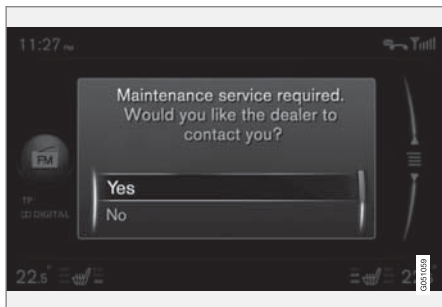 11:27
Maintenance service required.
Would you like the dealer to
contact you?
FM
Yes
TP
No
DIGITAL
22.5°
22
G051059